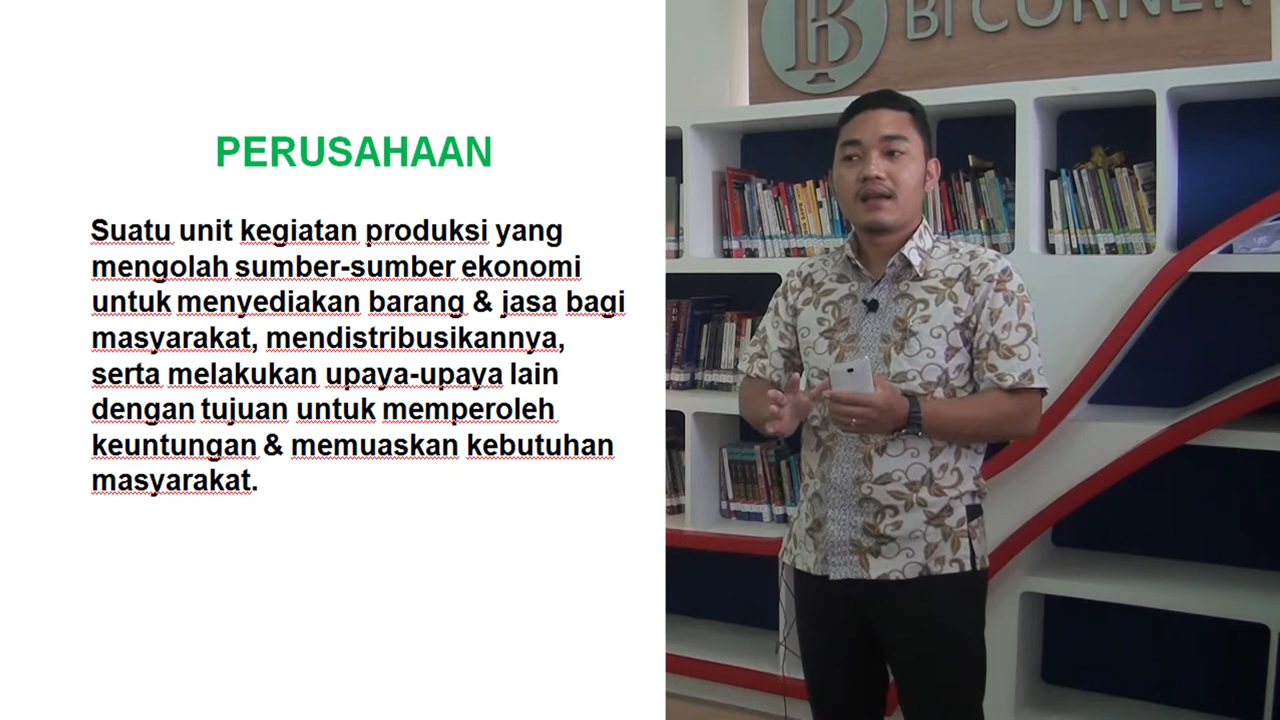 BI CORNER
PERUSAHAAN
Suatu unit kegiatan produksi yang
mengolah sumber-sumber ekonomi
untuk menyediakan barang & jasa bagi
masyarakat, mendistribusikannya,
serta melakukan upaya-upaya lain
dengan tujuan untuk memperoleh
keuntungan & memuaskan kebutuhan
masyarakat.